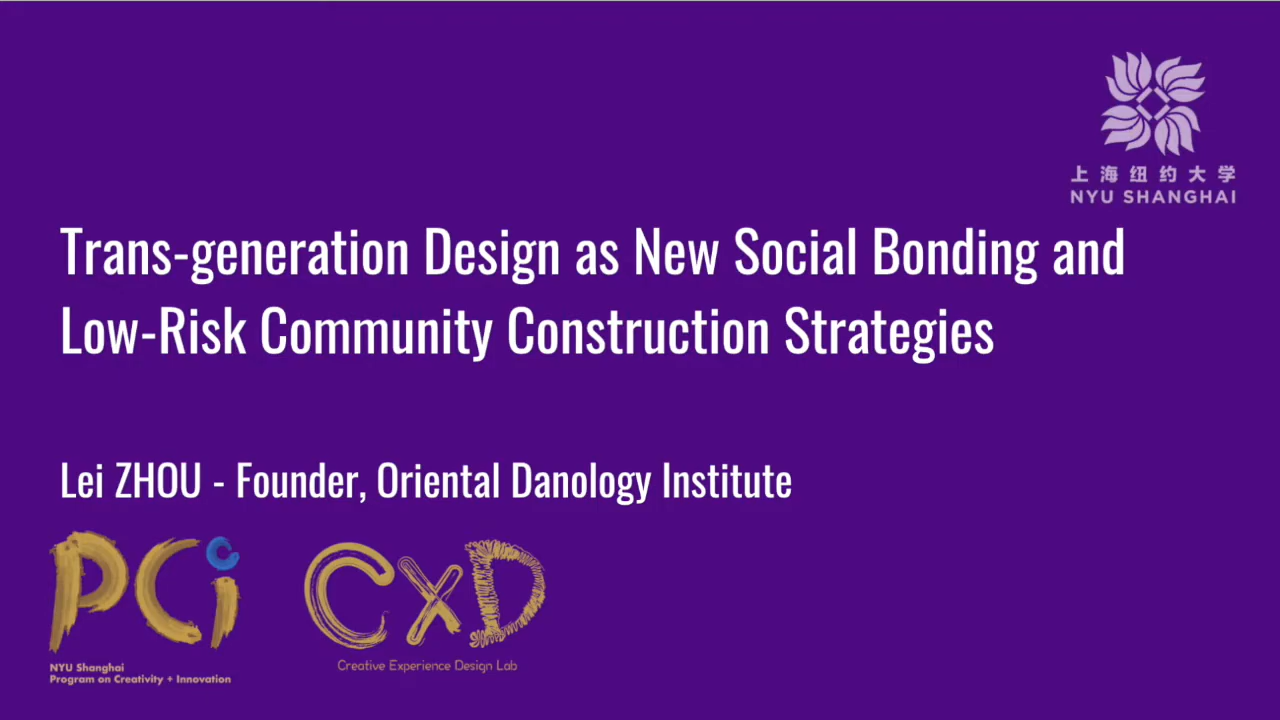 上海纽约大学
NYU SHANGHAI
Trans-generation Design as New Social Bonding and
Low-Risk Community Construction Strategies
Lei ZHOU - Founder, Oriental Danology Institute
PCi
NYU Shanghai
Program on Creativity + Innovation
CXD
Creative Experience Design Lab